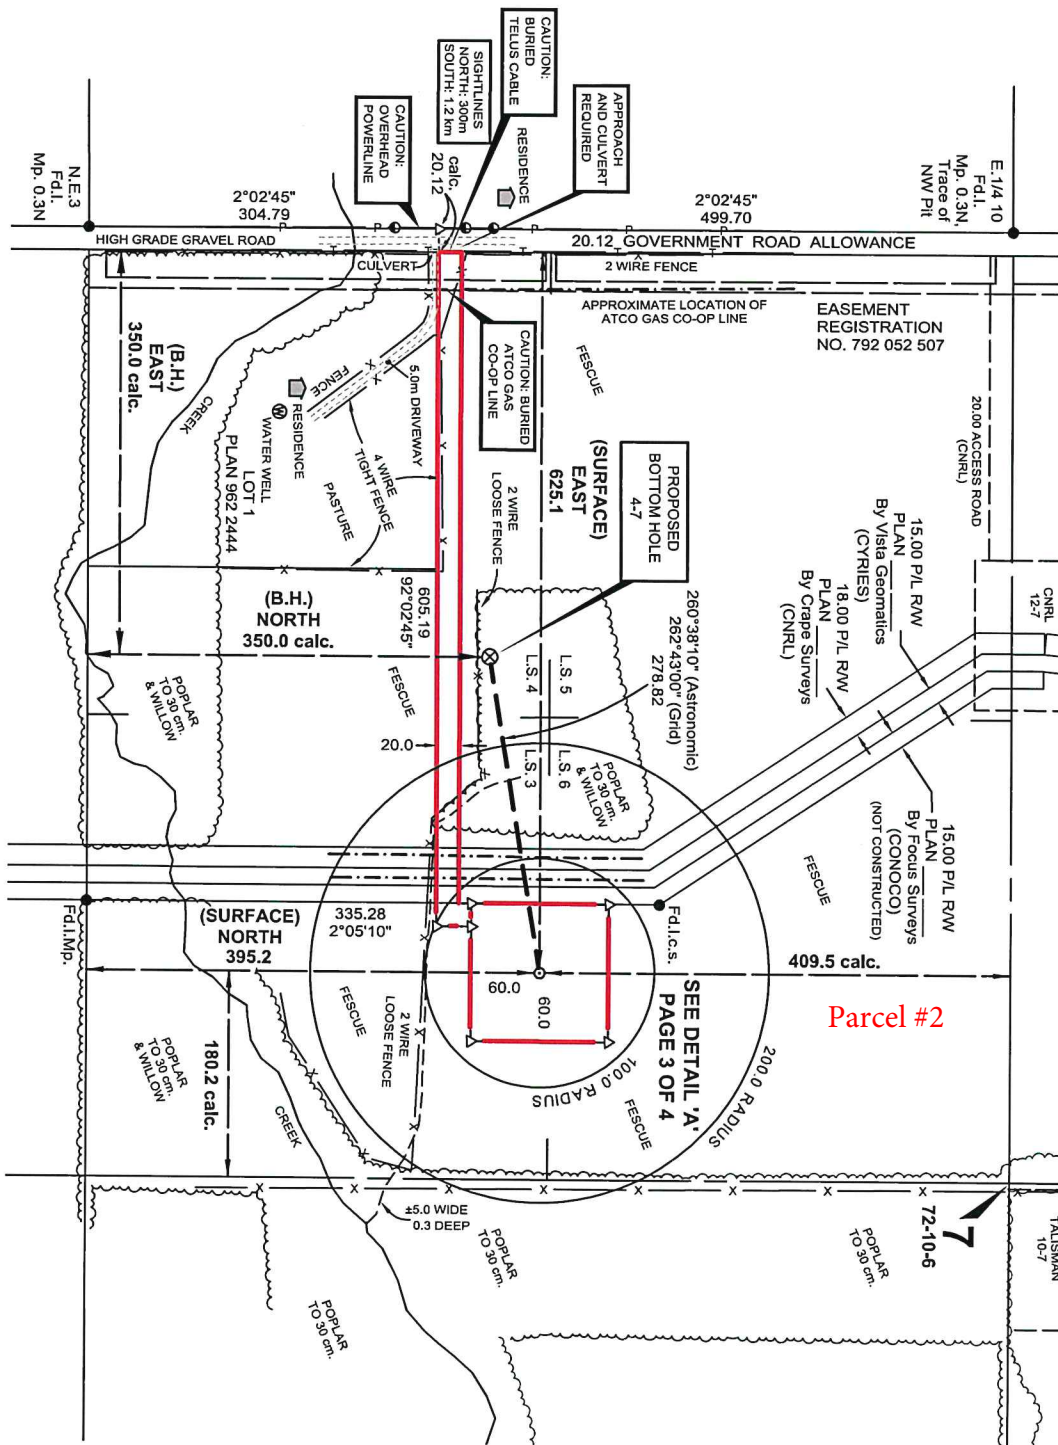 CAUTION:
BURIED
TELUS CABLE
SIGHTLINES
NORTH: 300m
SOUTH: 1.2 km
APPROACH
AND CULVERT
REQUIRED
RESIDENCE
CAUTION:
OVERHEAD
POWERLINE
calc.
20.12
N.E.3
Fd.I.
Mp. 0.3N
E.1/4 10
Fd.I.
Mp. 0.3N,
Trace of
NW Pit
2°02'45"
304.79
2°02'45"
499.70
HIGH GRADE GRAVEL ROAD
20.12 GOVERNMENT ROAD ALLOWANCE
CULVERT
2 WIRE FENCE
APPROXIMATE LOCATION OF
ATCO GAS CO-OP LINE
EASEMENT
REGISTRATION
NO. 792 052 507
CAUTION: BURIED
ATCO GAS
CO-OP LINE
(B.H.)
EAST
350.0 calc.
CREEK
FENCE
5.0m DRIVEWAY
RESIDENCE
W
WATER WELL
LOT 1
PLAN 962 2444
4 WIRE
TIGHT FENCE
PASTURE
FESCUE
20.00 ACCESS ROAD
(CNRL)
(SURFACE)
EAST
625.1
2 WIRE
LOOSE FENCE
PROPOSED
BOTTOM HOLE
4-7
15.00 P/L R/W
PLAN
By Vista Geomatics
(CYRIES)
18.00 P/L R/W
PLAN
By Crape Surveys
(CNRL)
CNRL
12-7
(B.H.)
NORTH
350.0 calc.
605.19
92°02'45"
260°38'10" (Astronomic)
262°43'00" (Grid)
278.82
L.S. 5
L.S. 4
L.S. 6
L.S. 3
POPLAR
TO 30 cm.
& WILLOW
FESCUE
20.0
POPLAR
TO 30 cm.
& WILLOW
FESCUE
15.00 P/L R/W
PLAN
By Focus Surveys
(CONOCO)
(NOT CONSTRUCTED)
Fd.I.Mp.
(SURFACE)
NORTH
395.2
335.28
2°05'10"
Fd.I.c.s.
409.5 calc.
60.0
60.0
SEE DETAIL 'A'
PAGE 3 OF 4
Parcel #2
FESCUE
2 WIRE
LOOSE FENCE
100.0 RADIUS
200.0 RADIUS
FESCUE
180.2 calc.
POPLAR
TO 30 cm.
& WILLOW
CREEK
±5.0 WIDE
0.3 DEEP
POPLAR
TO 30 cm.
POPLAR
TO 30 cm.
POPLAR
TO 30 cm.
7
72-10-6
TALISMAN
10-7